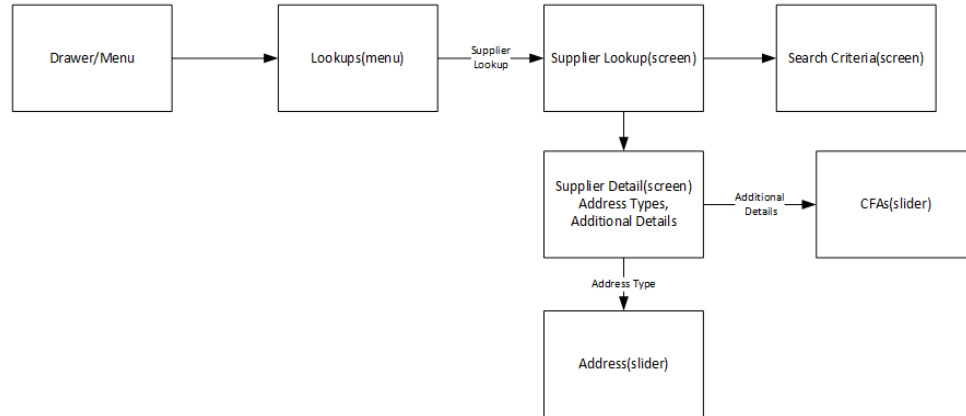 Drawer/Menu
Lookups(menu)
Supplier
Lookup
Supplier Lookup(screen)
Search Criteria(screen)
Supplier Detail(screen)
Address Types,
Additional Details
Additional
Details
CFAs(slider)
Address Type
Address(slider)